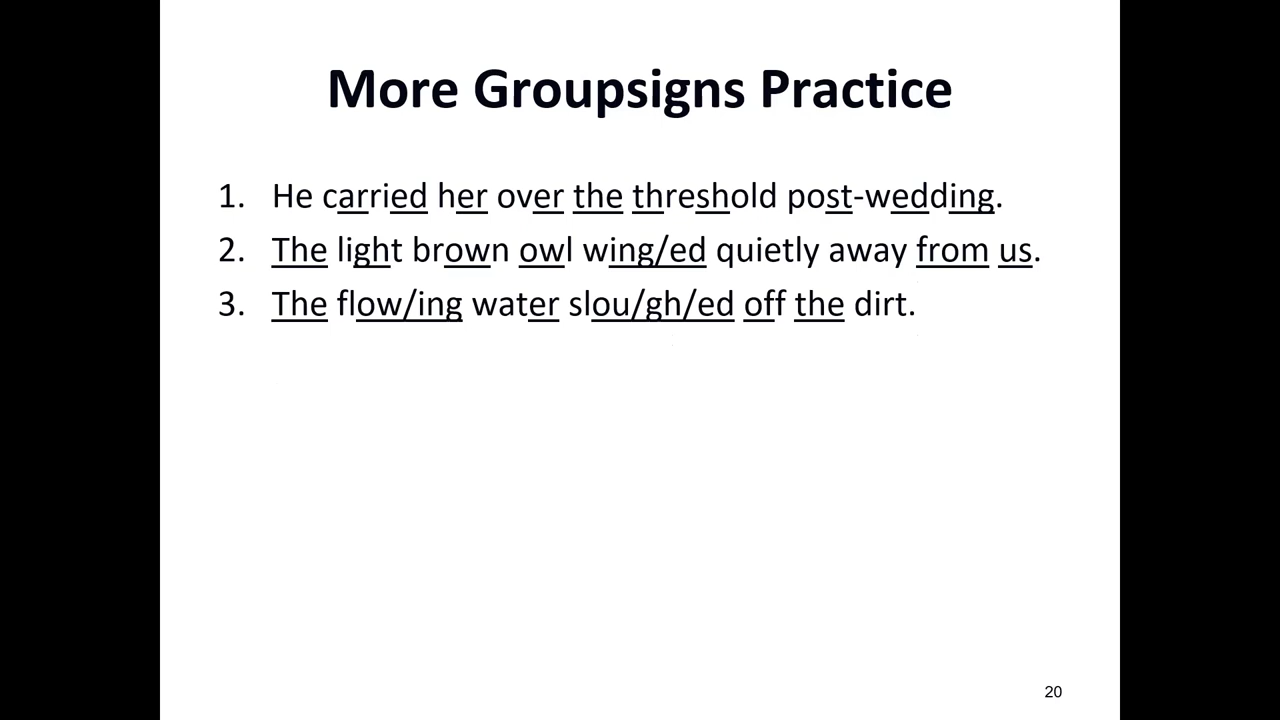 More Groupsigns Practice
1. He carried her over the threshold post-wedding.
2. The light brown owl wing/ed quietly away from us.
3. The flow/ing water slou/gh/ed off the dirt.
20